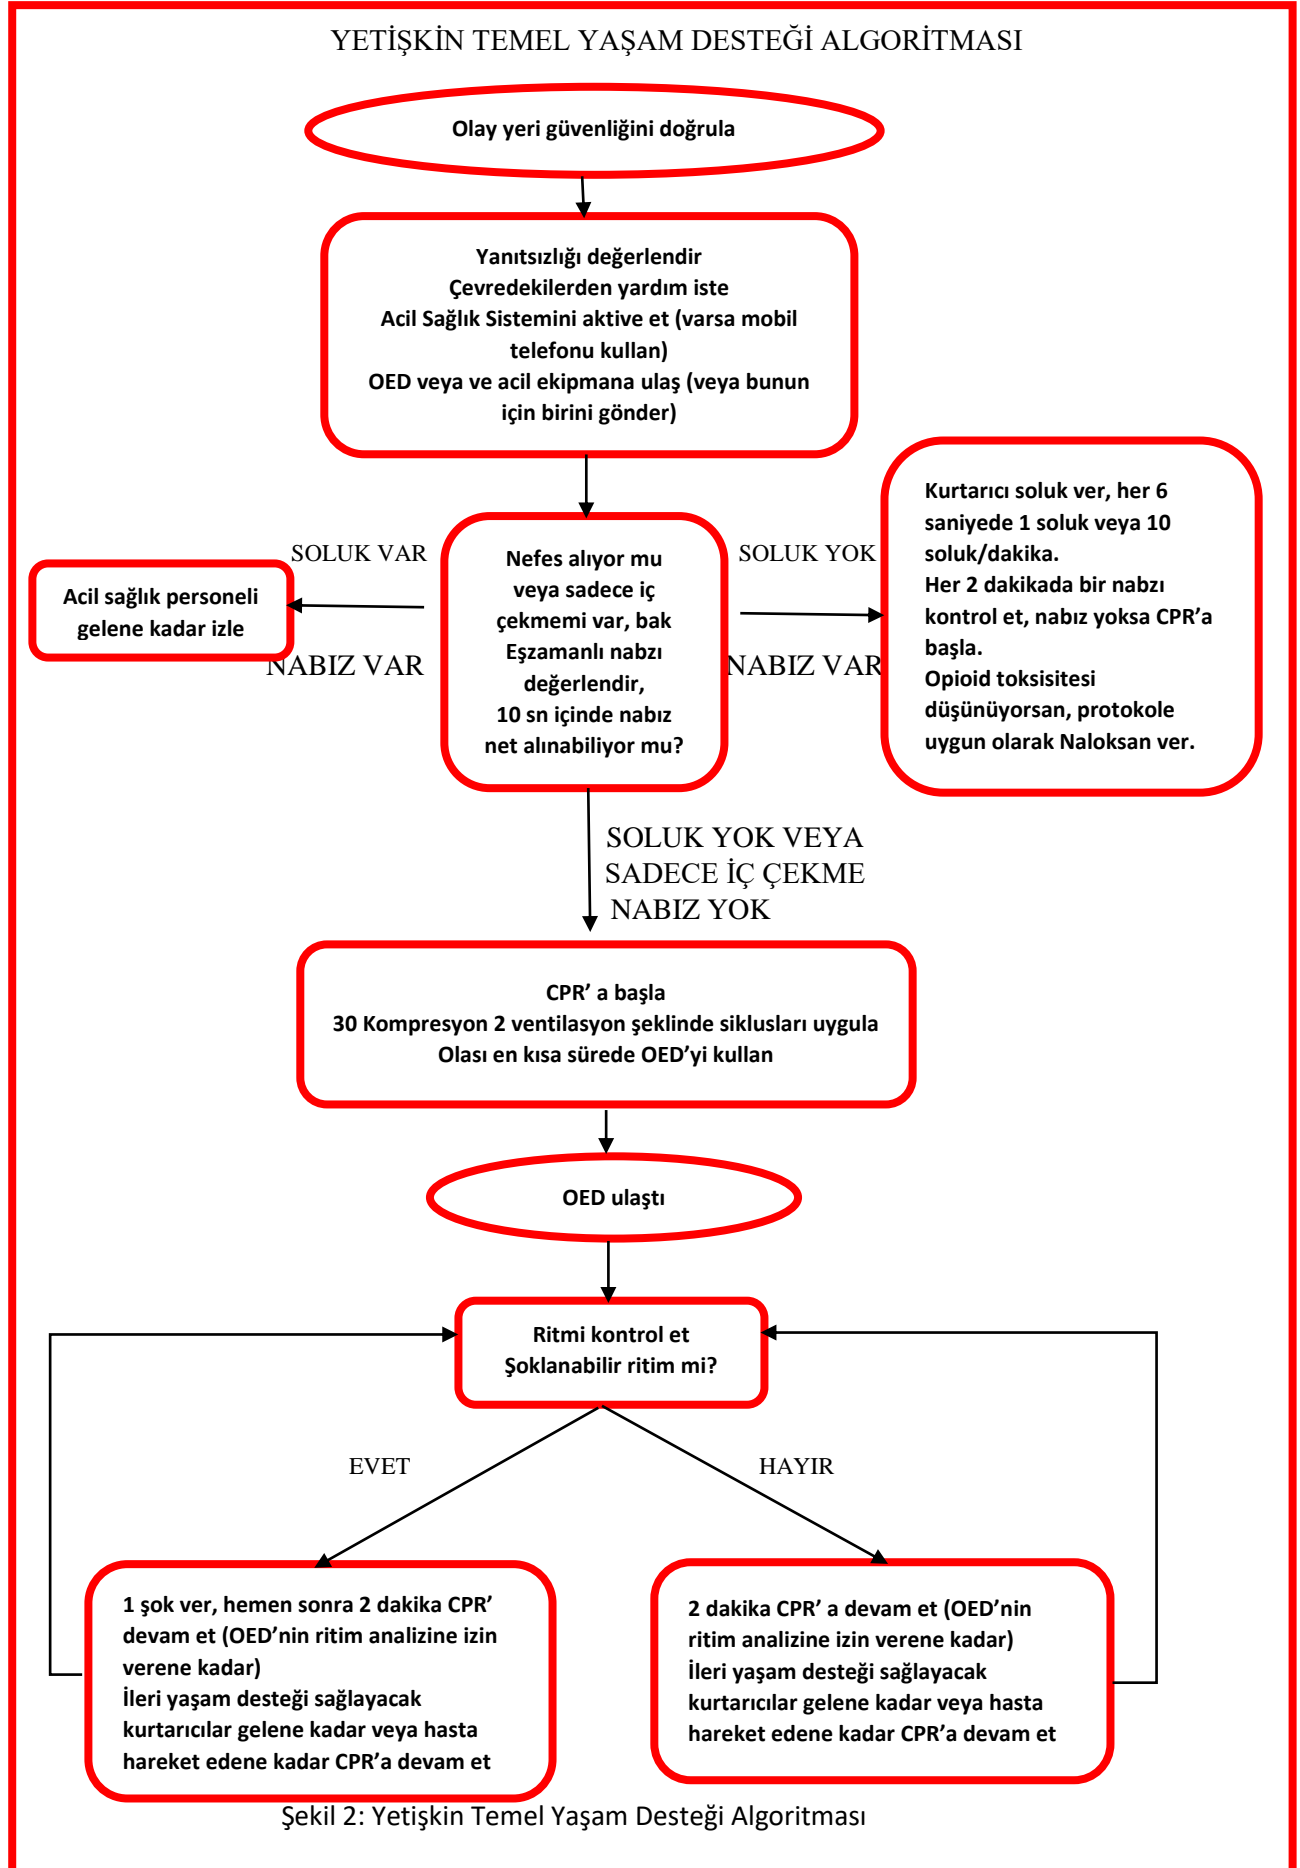 YETİŞKİN TEMEL YAŞAM DESTEĞİ ALGORİTMASI
Olay yeri güvenliğini doğrula
Yanıtsızlığı değerlendir
Çevredekilerden yardım iste
Acil Sağlık Sistemini aktive et (varsa mobil
telefonu kullan)
OED veya ve acil ekipmana ulaş (veya bunun
için birini gönder)
SOLUK VAR
NABIZ VAR
Acil sağlık personeli
gelene kadar izle
Nefes alıyor mu
veya sadece iç
çekmemi var, bak
Eşzamanlı nabzı
değerlendir,
10 sn içinde nabız
net alınabiliyor mu?
SOLUK YOK
NABIZ VAR
Kurtarıcı soluk ver, her 6
saniyede 1 soluk veya 10
soluk/dakika.
Her 2 dakikada bir nabzı
kontrol et, nabız yoksa CPR’a
başla.
Opioid toksisitesi
düşünüyorsan, protokole
uygun olarak Naloksan ver.
SOLUK YOK VEYA
SADECE İÇ ÇEKME
NABIZ YOK
CPR’ a başla
30 Kompresyon 2 ventilasyon şeklinde siklusları uygula
Olası en kısa sürede OED’yi kullan
OED ulaştı
Ritmi kontrol et
Şoklanabilir ritim mi?
EVET
HAYIR
1 şok ver, hemen sonra 2 dakika CPR’
devam et (OED’nin ritim analizine izin
verene kadar)
İleri yaşam desteği sağlayacak
kurtarıcılar gelene kadar veya hasta
hareket edene kadar CPR’a devam et
2 dakika CPR’ a devam et (OED’nin
ritim analizine izin verene kadar)
İleri yaşam desteği sağlayacak
kurtarıcılar gelene kadar veya hasta
hareket edene kadar CPR’a devam et
Şekil 2: Yetişkin Temel Yaşam Desteği Algoritması